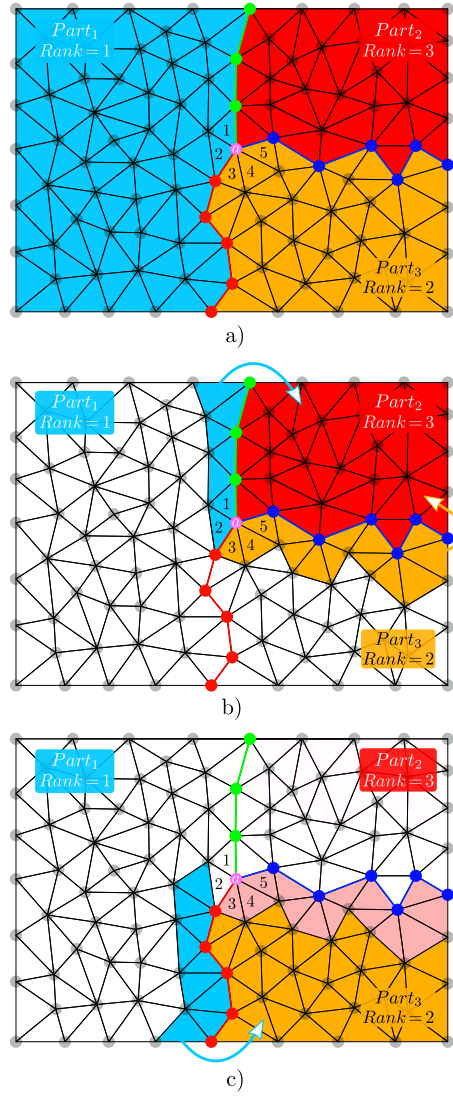 Part₁
Rank = 1
Part₂
Rank = 3
1
2
a
5
3
4
Part₃
Rank = 2
a)
Part₁
Rank = 1
Part₂
Rank = 3
1
2
a
5
3
4
Part₃
Rank = 2
b)
Part₁
Rank = 1
Part₂
Rank = 3
1
2
a
5
3
4
Part₃
Rank = 2
c)